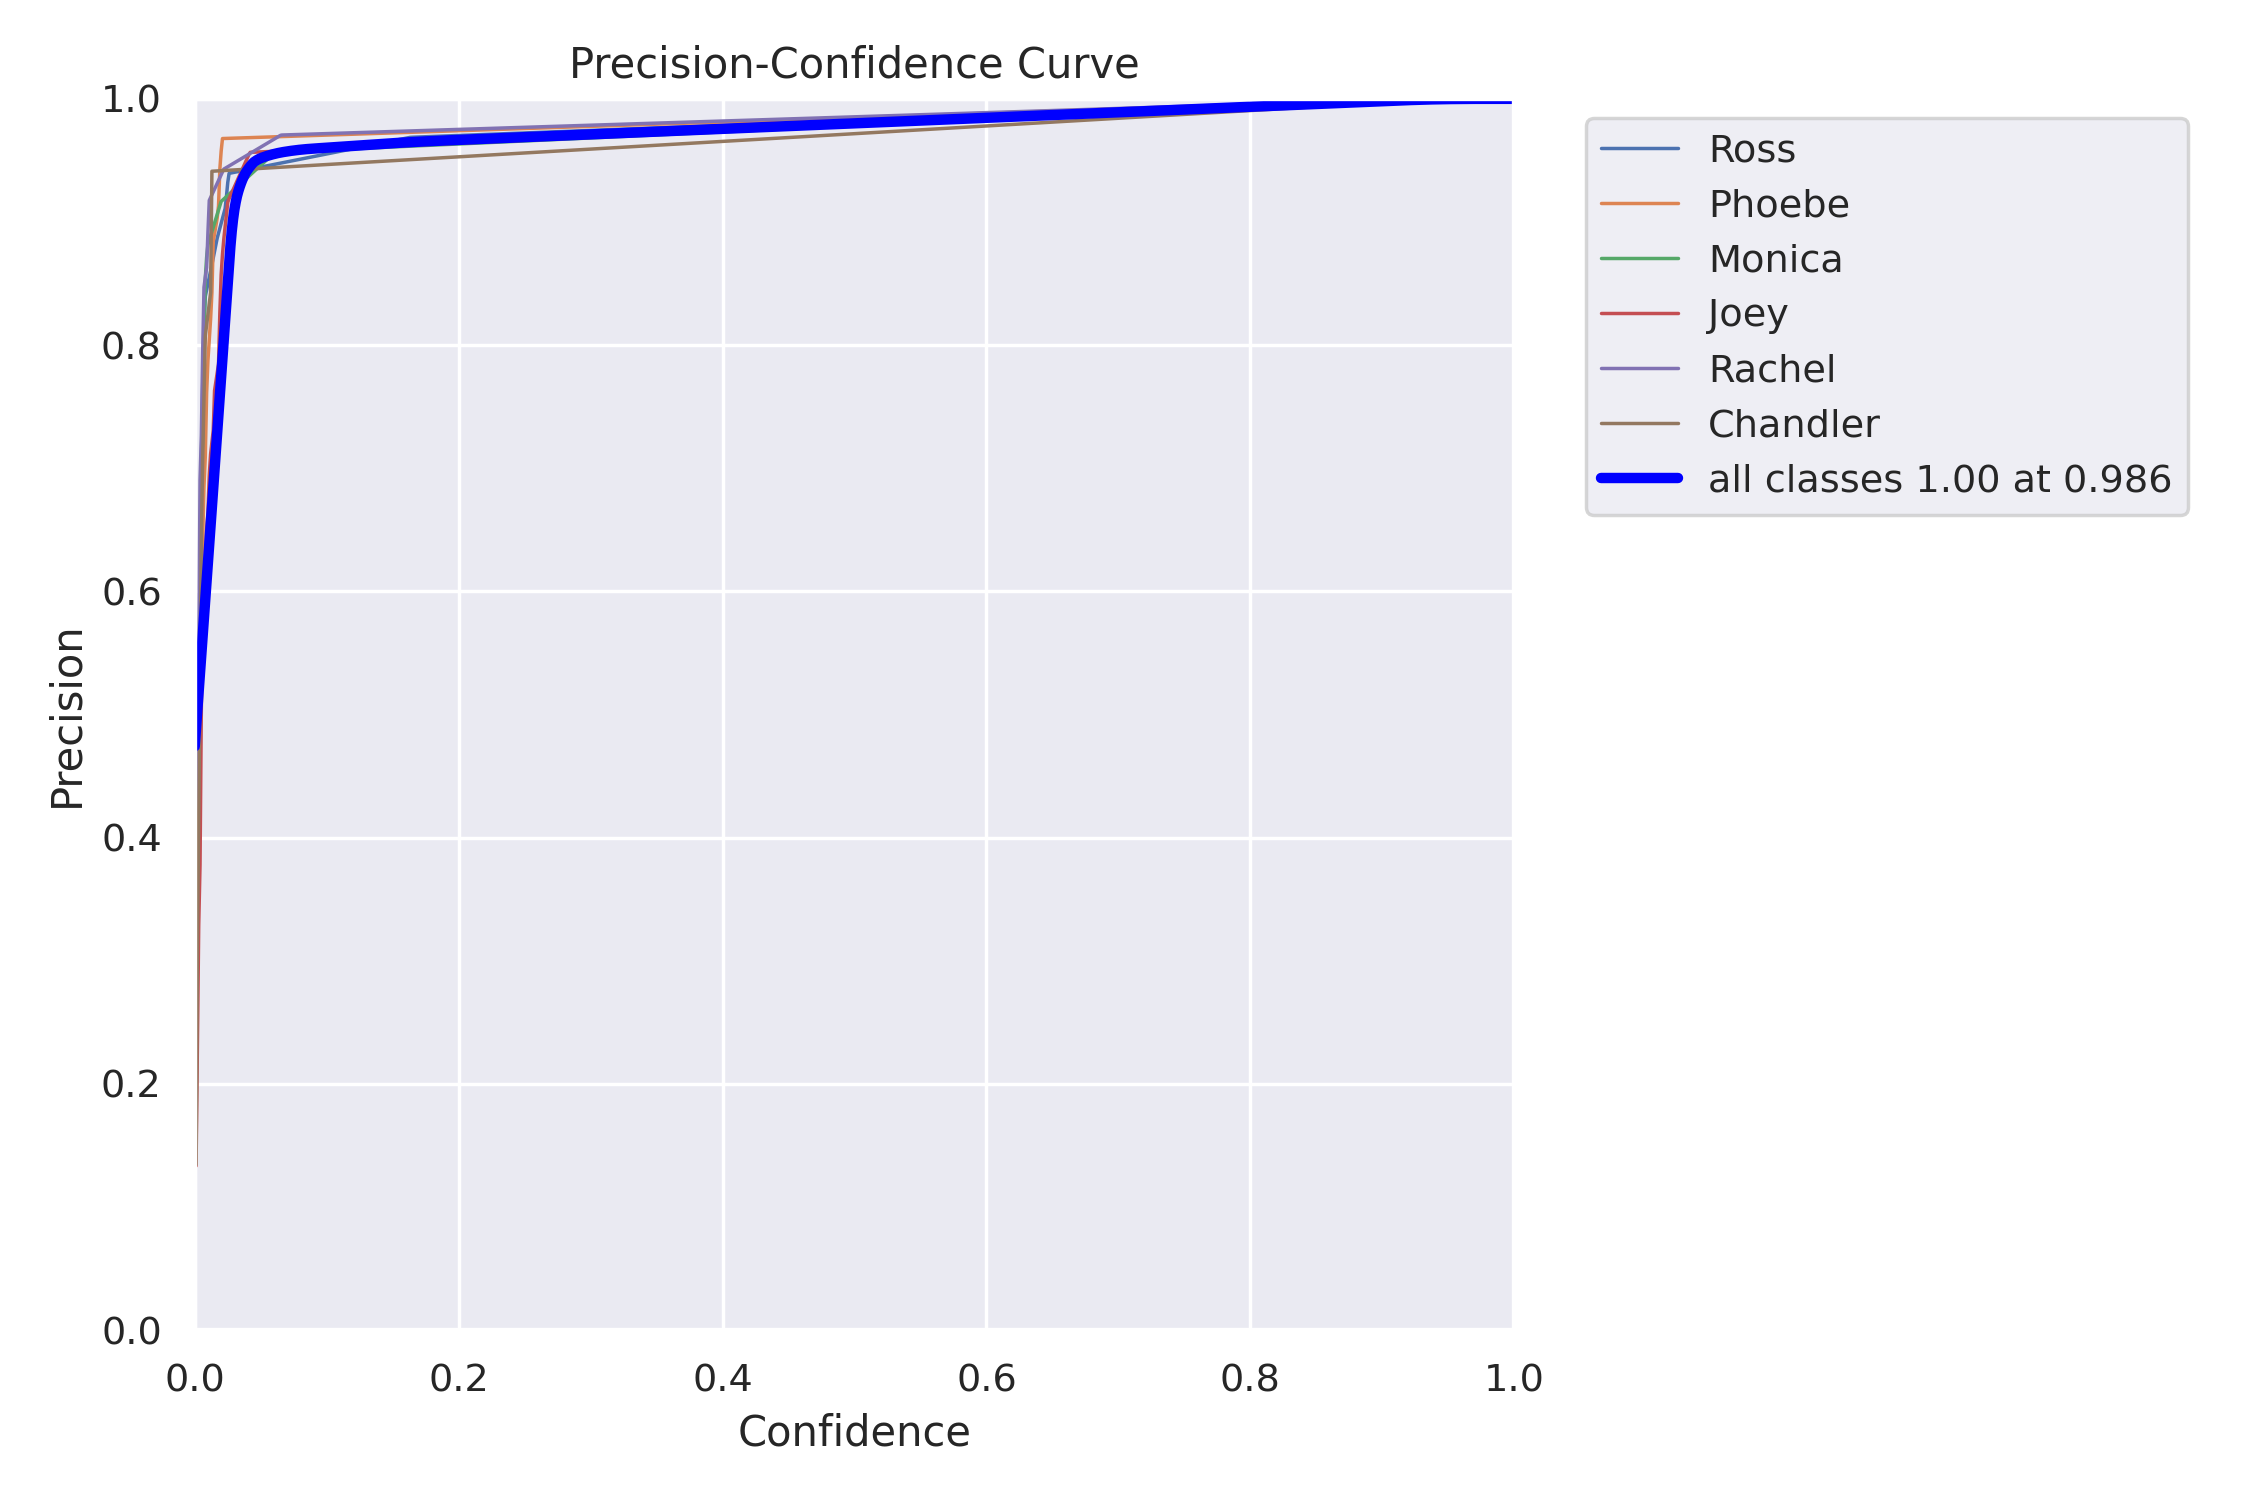 Precision-Confidence Curve
1.0
0.8
0.6
0.4
0.2
0.0
Precision
0.0 0.2 0.4 0.6 0.8 1.0
Confidence
Ross
Phoebe
Monica
Joey
Rachel
Chandler
all classes 1.00 at 0.986